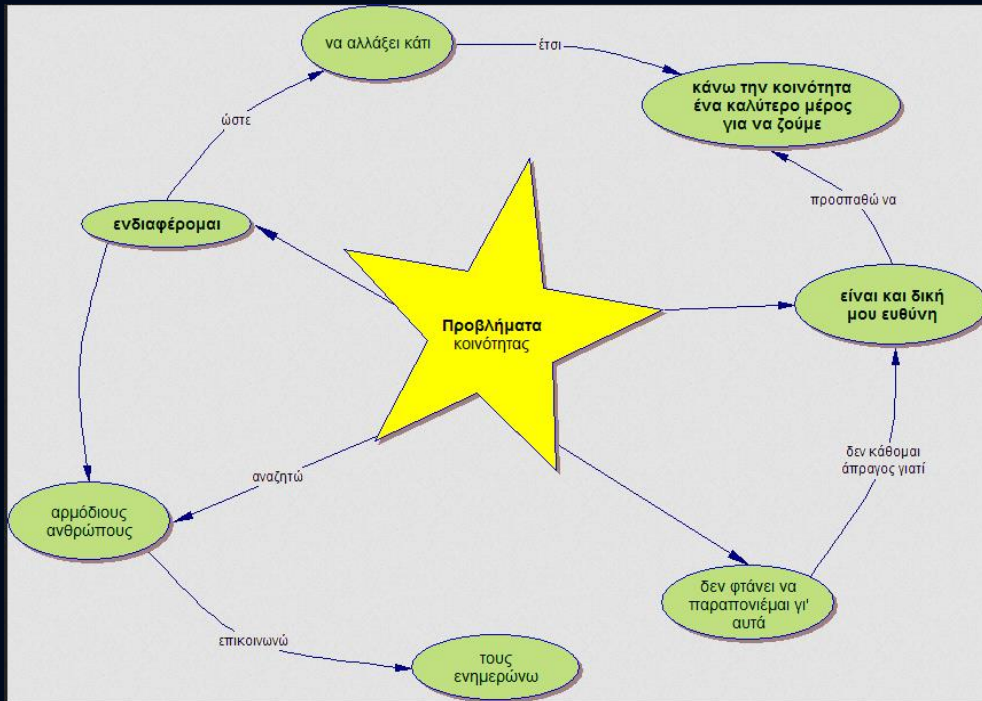 να αλλάξει κάτι
έτσι
κάνω την κοινότητα
ένα καλύτερο μέρος
για να ζούμε
ώστε
προσπαθώ να
ενδιαφέρομαι
είναι και δική
μου ευθύνη
Προβλήματα
κοινότητας
δεν κάθομαι
άπραγος γιατί
αναζητώ
αρμόδιους
ανθρώπους
δεν φτάνει να
παραπονιέμαι γι'
αυτά
επικοινωνώ
τους
ενημερώνω